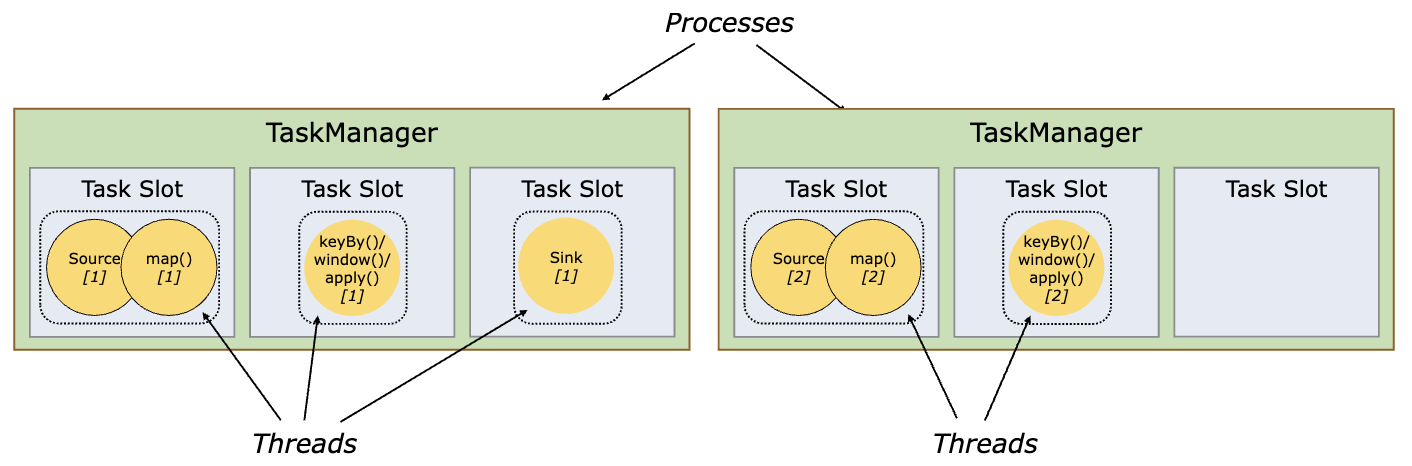 Processes
TaskManager
Task Slot
Source
[1]
map()
[1]
Task Slot
keyBy()/
window()/
apply()
[1]
Task Slot
Sink
[1]
Threads
TaskManager
Task Slot
Source
[2]
map()
[2]
Task Slot
keyBy()/
window()/
apply()
[2]
Task Slot
Threads